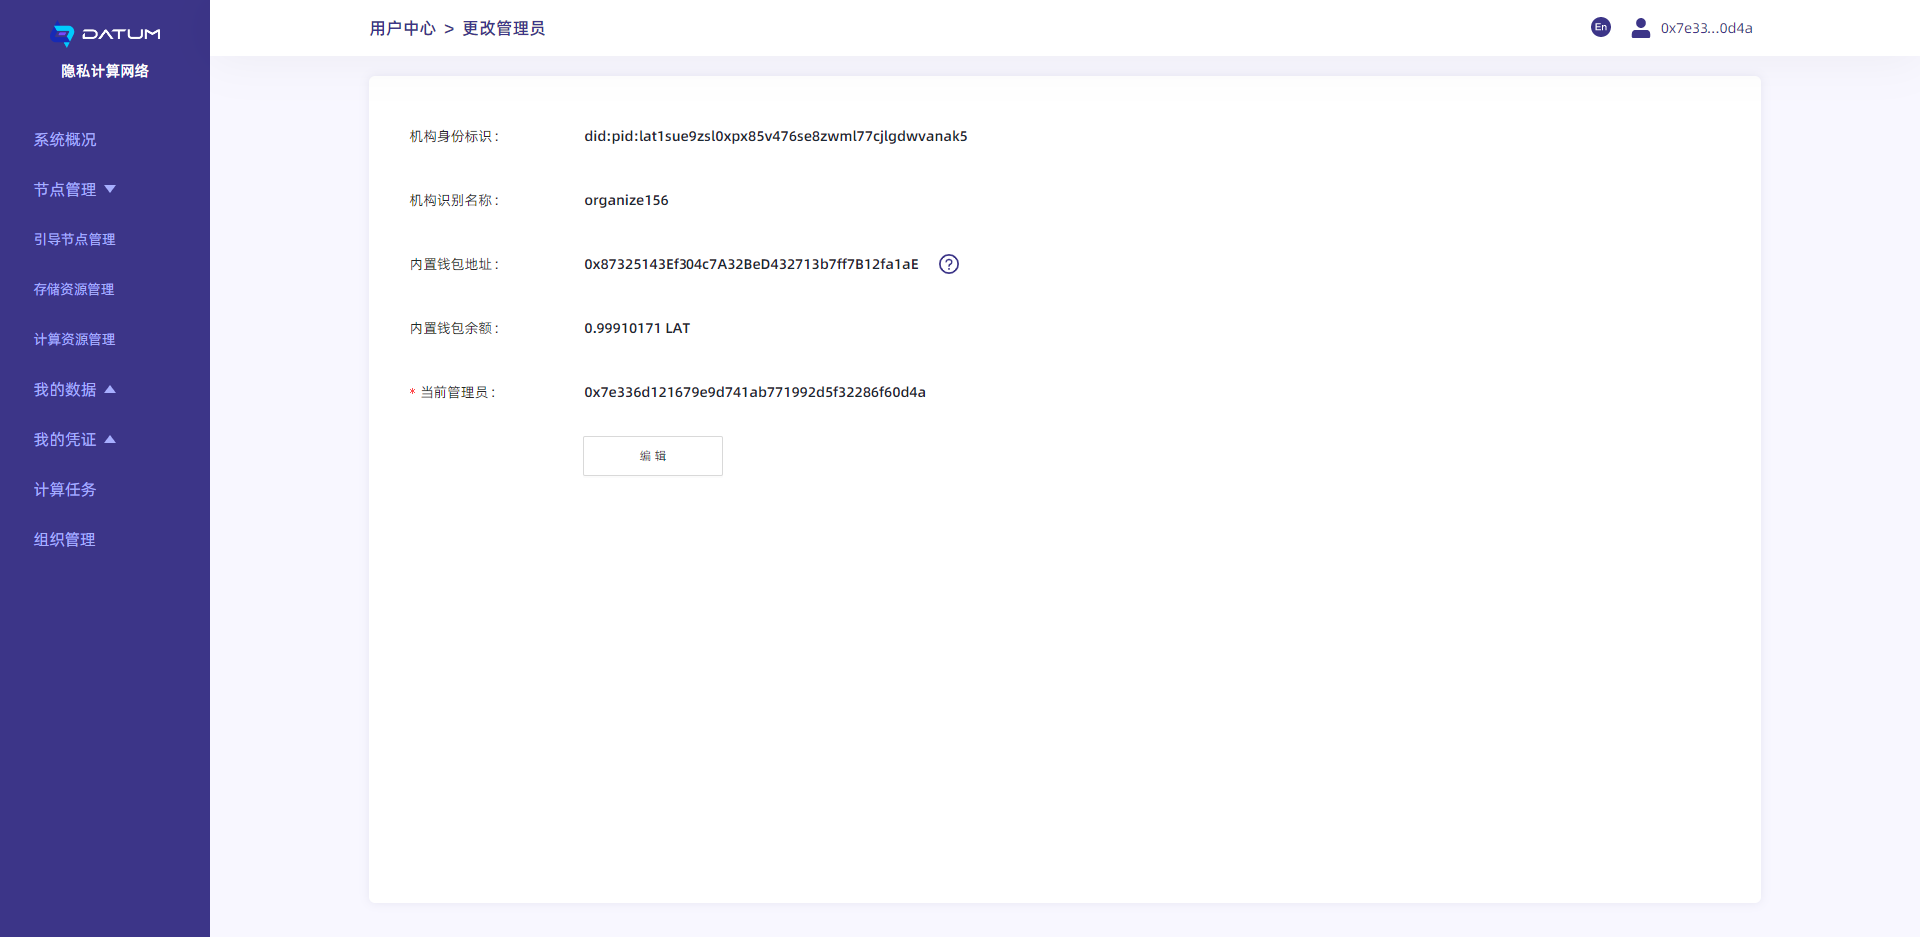 DATUM
隐私计算网络
系统概况
节点管理
引导节点管理
存储资源管理
计算资源管理
我的数据
我的凭证
计算任务
组织管理
用户中心 > 更改管理员
En
0x7e33...0d4a
机构身份标识： did:pid:lat1sue9zsl0xpx85v476se8zwml77cjlgdwvanak5
机构识别名称： organize156
内置钱包地址： 0x87325143Ef304c7A32BeD432713b7ff7B12fa1aE ?
内置钱包余额： 0.99910171 LAT
* 当前管理员： 0x7e336d121679e9d741ab771992d5f32286f60d4a
编 辑